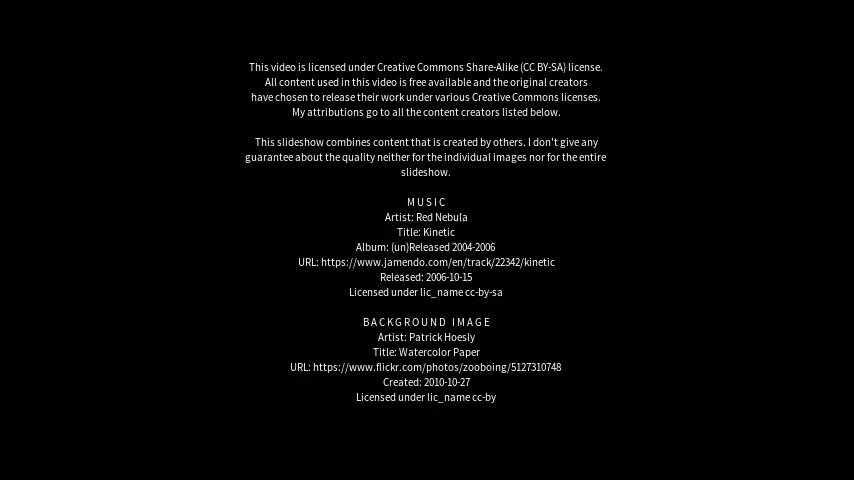 This video is licensed under Creative Commons Share-Alike (CC BY-SA) license.
All content used in this video is free available and the original creators
have chosen to release their work under various Creative Commons licenses.
My attributions go to all the content creators listed below.
This slideshow combines content that is created by others. I don't give any
guarantee about the quality neither for the individual images nor for the entire
slideshow.
MUSIC
Artist: Red Nebula
Title: Kinetic
Album: (un)Released 2004-2006
URL: https://www.jamendo.com/en/track/22342/kinetic
Released: 2006-10-15
Licensed under lic_name cc-by-sa
BACKGROUND IMAGE
Artist: Patrick Hoesly
Title: Watercolor Paper
URL: https://www.flickr.com/photos/zooboing/5127310748
Created: 2010-10-27
Licensed under lic_name cc-by